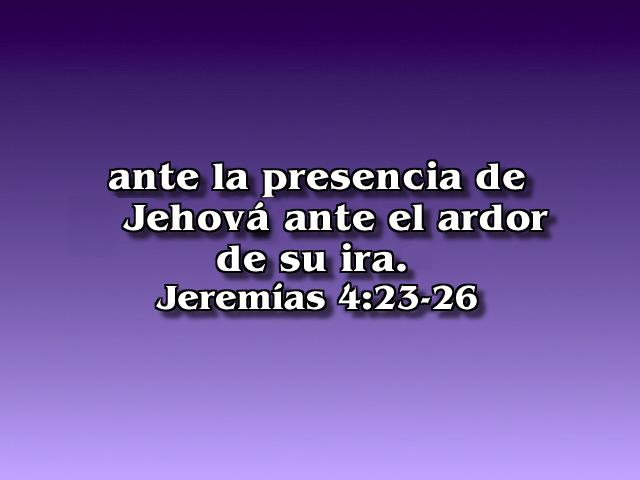 ante la presencia de
Jehová ante el ardor
de su ira.
Jeremías 4:23-26